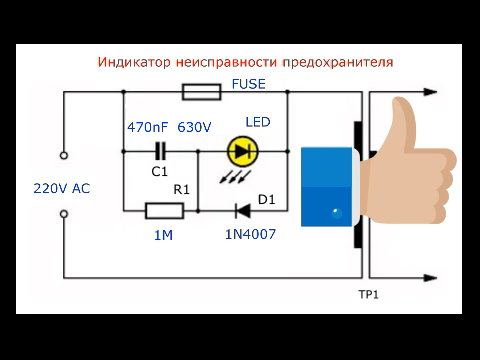 Индикатор неисправности предохранителя
FUSE
470nF 630V
LED
C1
220V AC
R1
D1
1M
1N4007
TP1